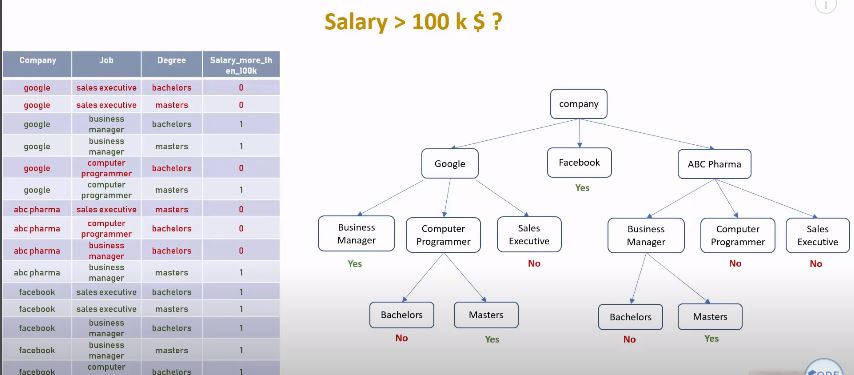 Salary > 100 k $ ?
Company Job Degree Salary_more_th
en_100k
google sales executive bachelors 0
google sales executive masters 0
google business
manager bachelors 1
google business
manager masters 1
google computer
programmer bachelors 0
google computer
programmer masters 1
abc pharma sales executive masters 0
abc pharma computer
programmer bachelors 0
abc pharma business
manager bachelors 0
abc pharma business
manager masters 1
facebook sales executive bachelors 1
facebook sales executive masters 1
facebook business
manager bachelors 1
facebook business
manager masters 1
facebook computer bachelors 1
company
Google
Facebook
ABC Pharma
Yes
Business
Manager
Computer
Programmer
Sales
Executive
Business
Manager
Computer
Programmer
Sales
Executive
Yes
No
No
No
Bachelors
Masters
Bachelors
Masters
No
Yes
No
Yes